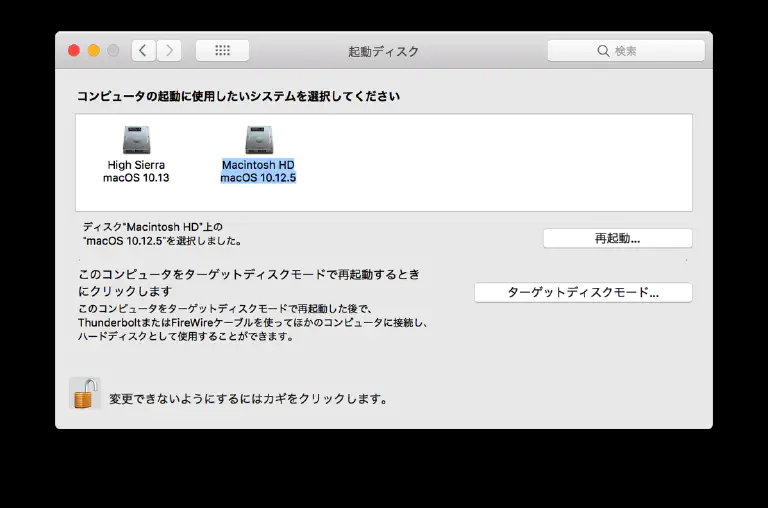 起動ディスク
検索
コンピュータの起動に使用したいシステムを選択してください
High Sierra
macOS 10.13
Macintosh HD
macOS 10.12.5
ディスク“Macintosh HD”上の
“macOS 10.12.5”を選択しました。
再起動...
このコンピュータをターゲットディスクモードで再起動するとき
にクリックします
ターゲットディスクモード...
このコンピュータをターゲットディスクモードで再起動した後で、
ThunderboltまたはFireWireケーブルを使ってほかのコンピュータに接続し、
ハードディスクとして使用することができます。
変更できないようにするにはカギをクリックします。